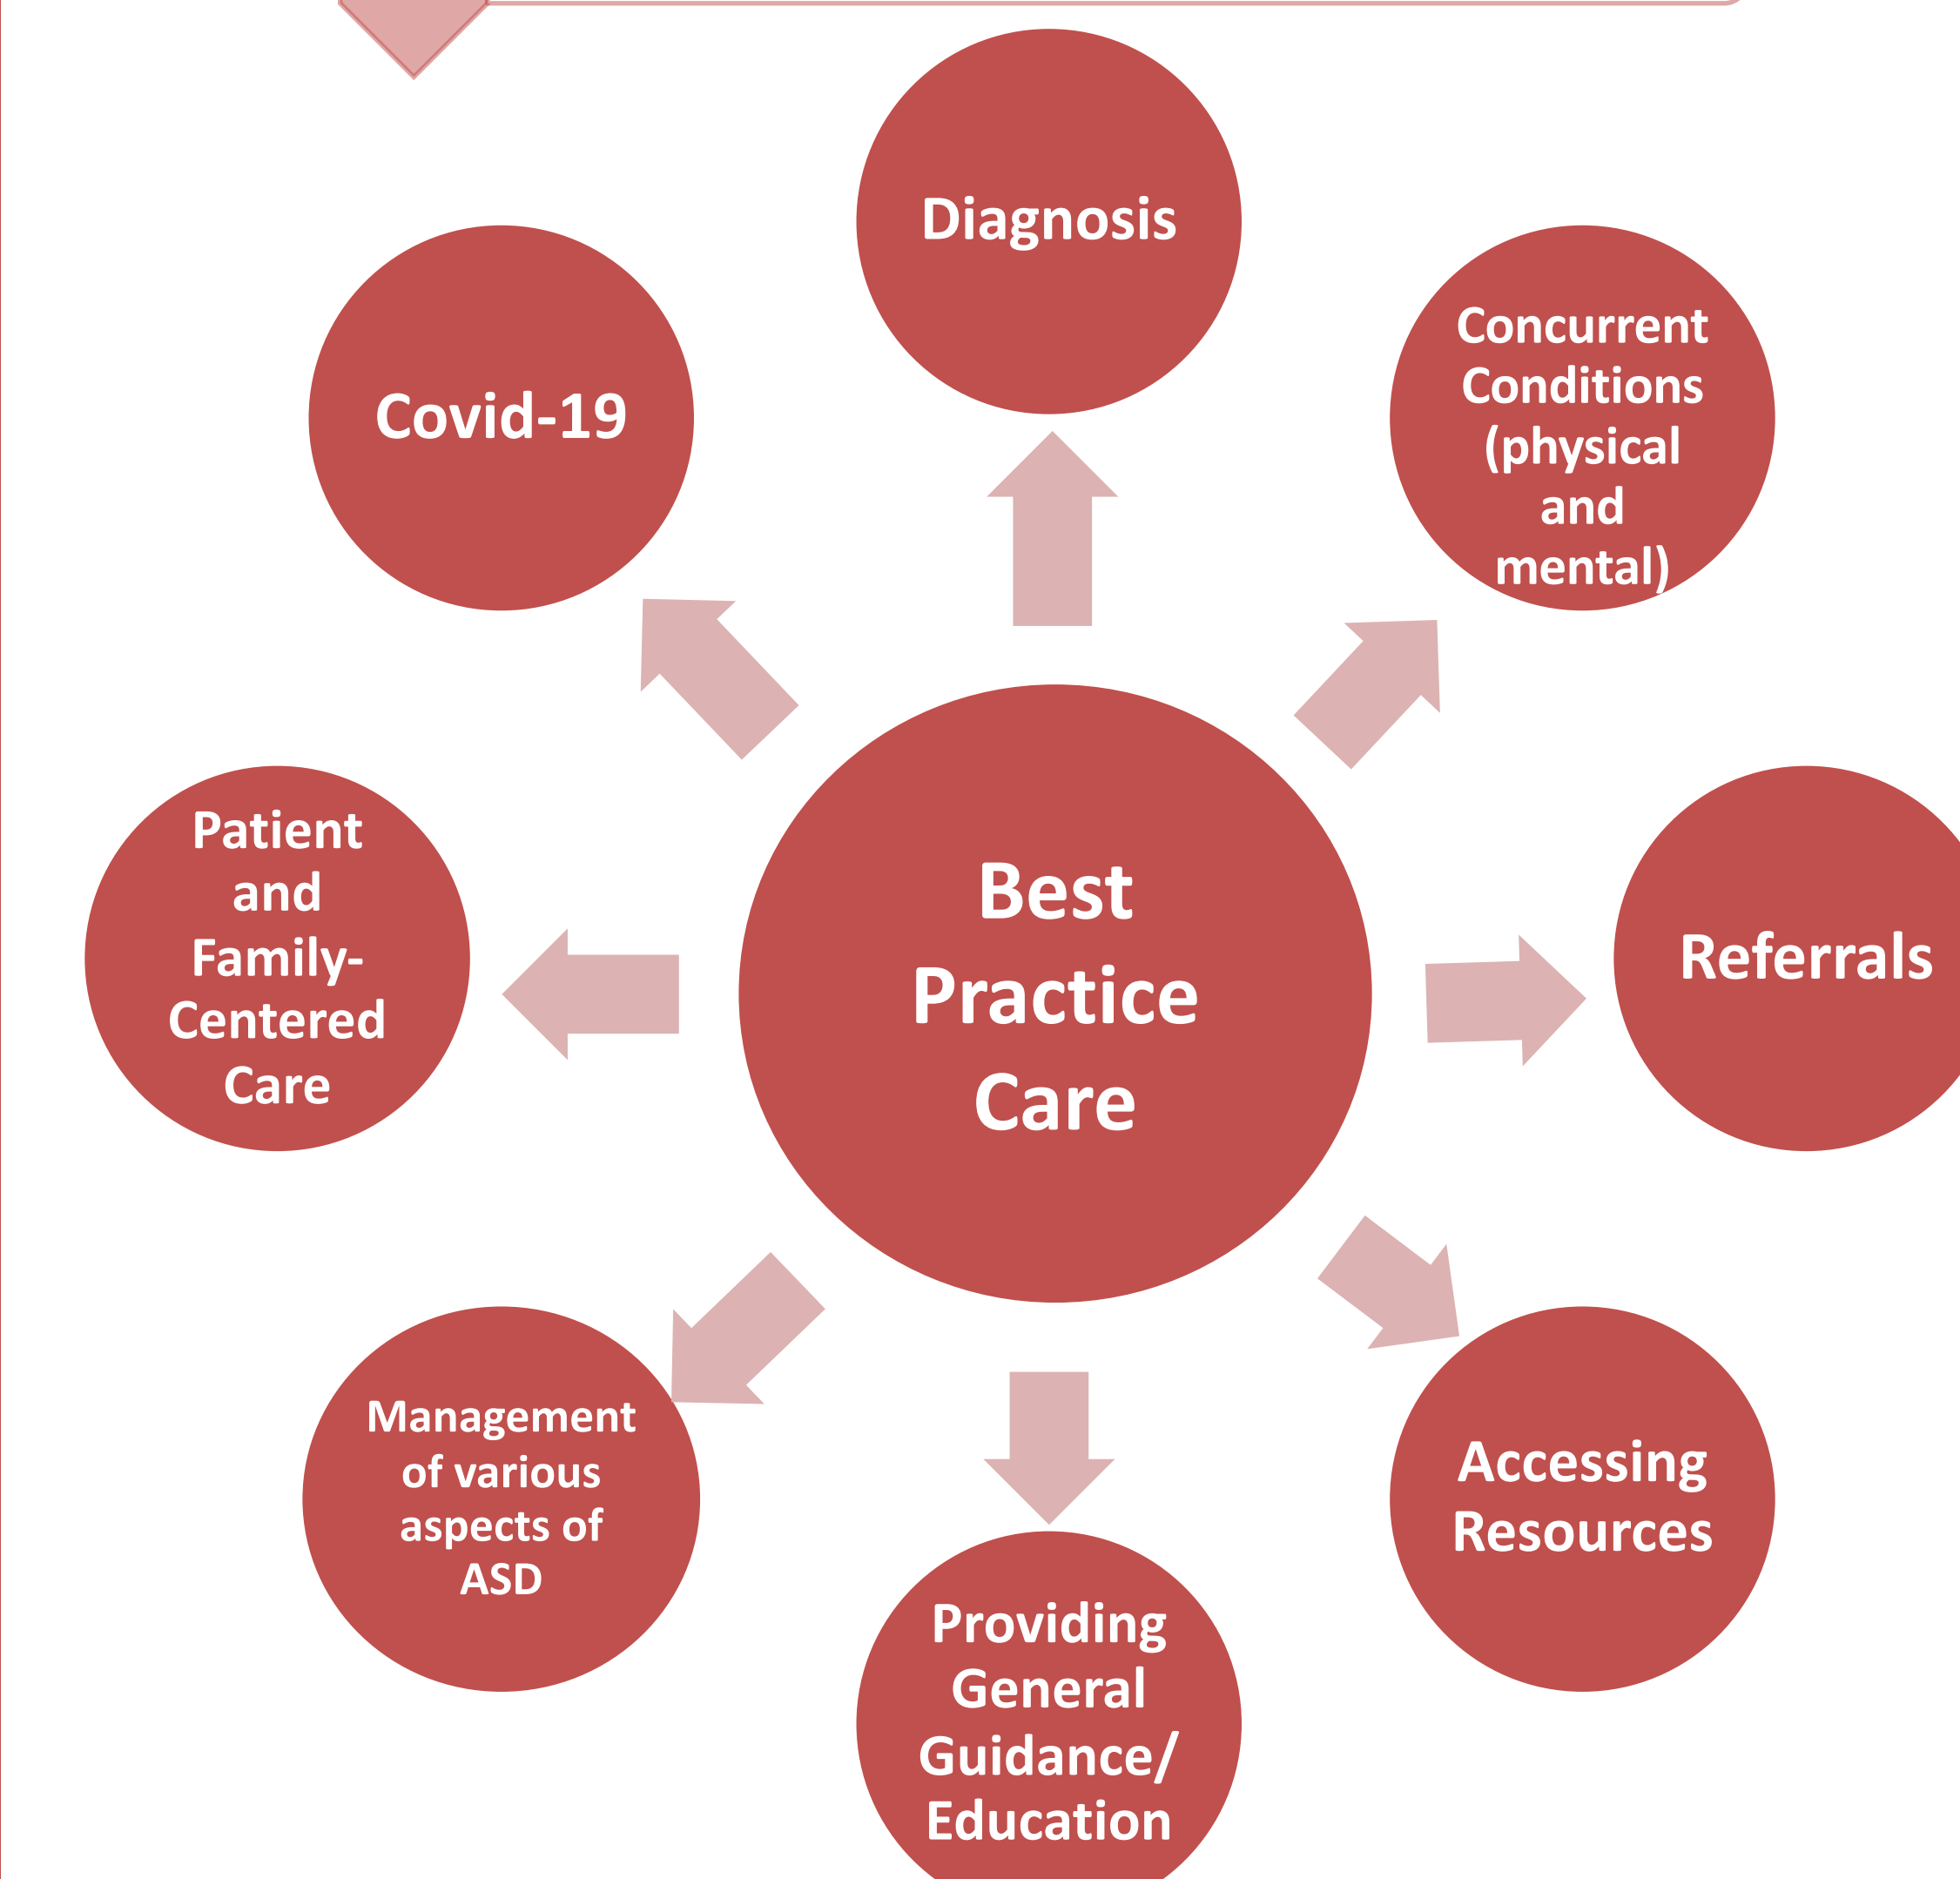 Diagnosis
Covid-19
Concurrent
Conditions
(physical
and
mental)
Patient
and
Family-
Centered
Care
Best
Practice
Care
Referrals
Management
of various
aspects of
ASD
Accessing
Resources
Providing
General
Guidance/
Education